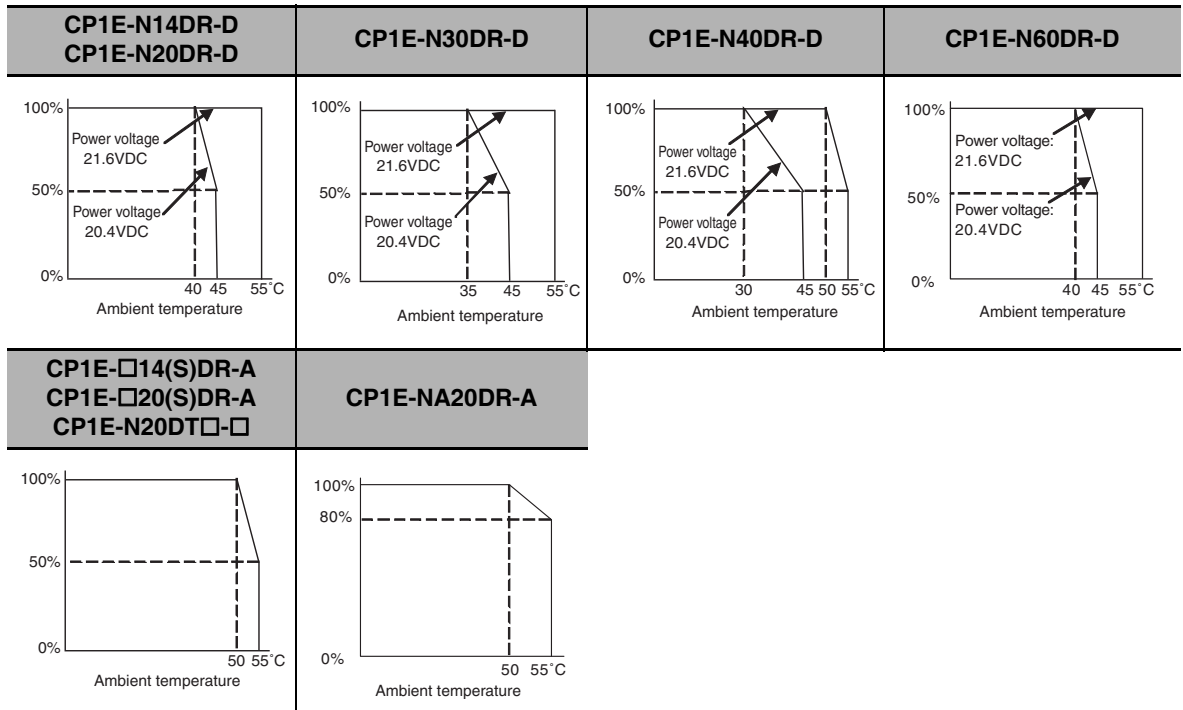 CP1E-N14DR-D
CP1E-N20DR-D
CP1E-N30DR-D
CP1E-N40DR-D
CP1E-N60DR-D
100%
Power voltage
21.6VDC
50%
Power voltage
20.4VDC
0%
40 45 55˚C
Ambient temperature
100%
Power voltage
21.6VDC
50%
Power voltage
20.4VDC
0%
35 45 55˚C
Ambient temperature
100%
Power voltage
21.6VDC
50%
Power voltage
20.4VDC
0%
30 45 50 55˚C
Ambient temperature
100%
Power voltage:
21.6VDC
50%
Power voltage:
20.4VDC
0%
40 45 55˚C
Ambient temperature
CP1E-□14(S)DR-A
CP1E-□20(S)DR-A
CP1E-N20DT□-□
CP1E-NA20DR-A
100%
50%
0%
50 55˚C
Ambient temperature
100%
80%
0%
50 55˚C
Ambient temperature